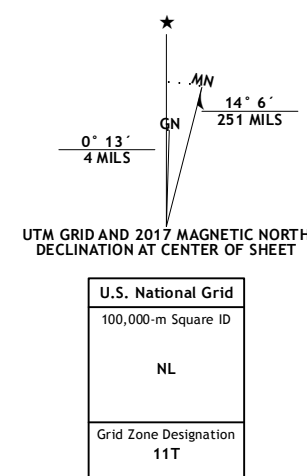 ★
MN
GN
14° 6´
251 MILS
0° 13´
4 MILS
UTM GRID AND 2017 MAGNETIC NORTH
DECLINATION AT CENTER OF SHEET
U.S. National Grid
100,000-m Square ID
NL
Grid Zone Designation
11T